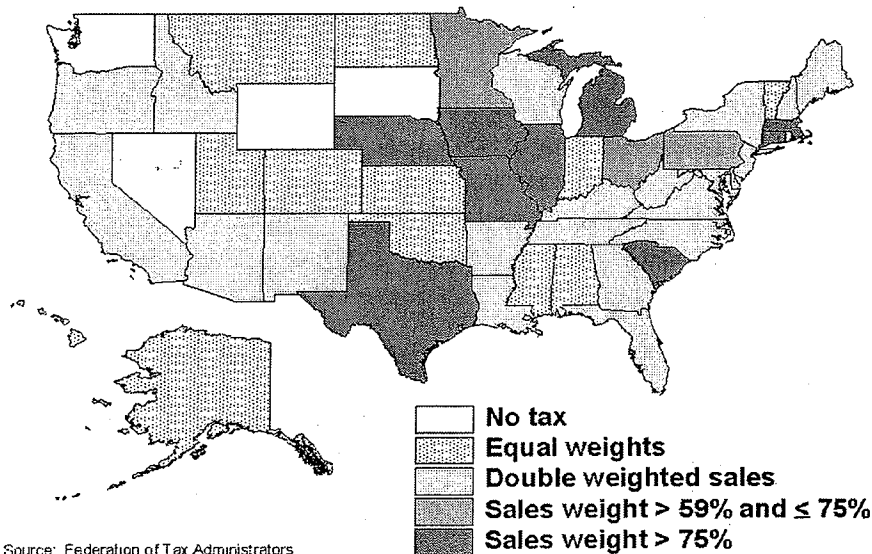 No tax
Equal weights
Double weighted sales
Sales weight > 59% and ≤ 75%
Sales weight > 75%
Source: Federation of Tax Administrators